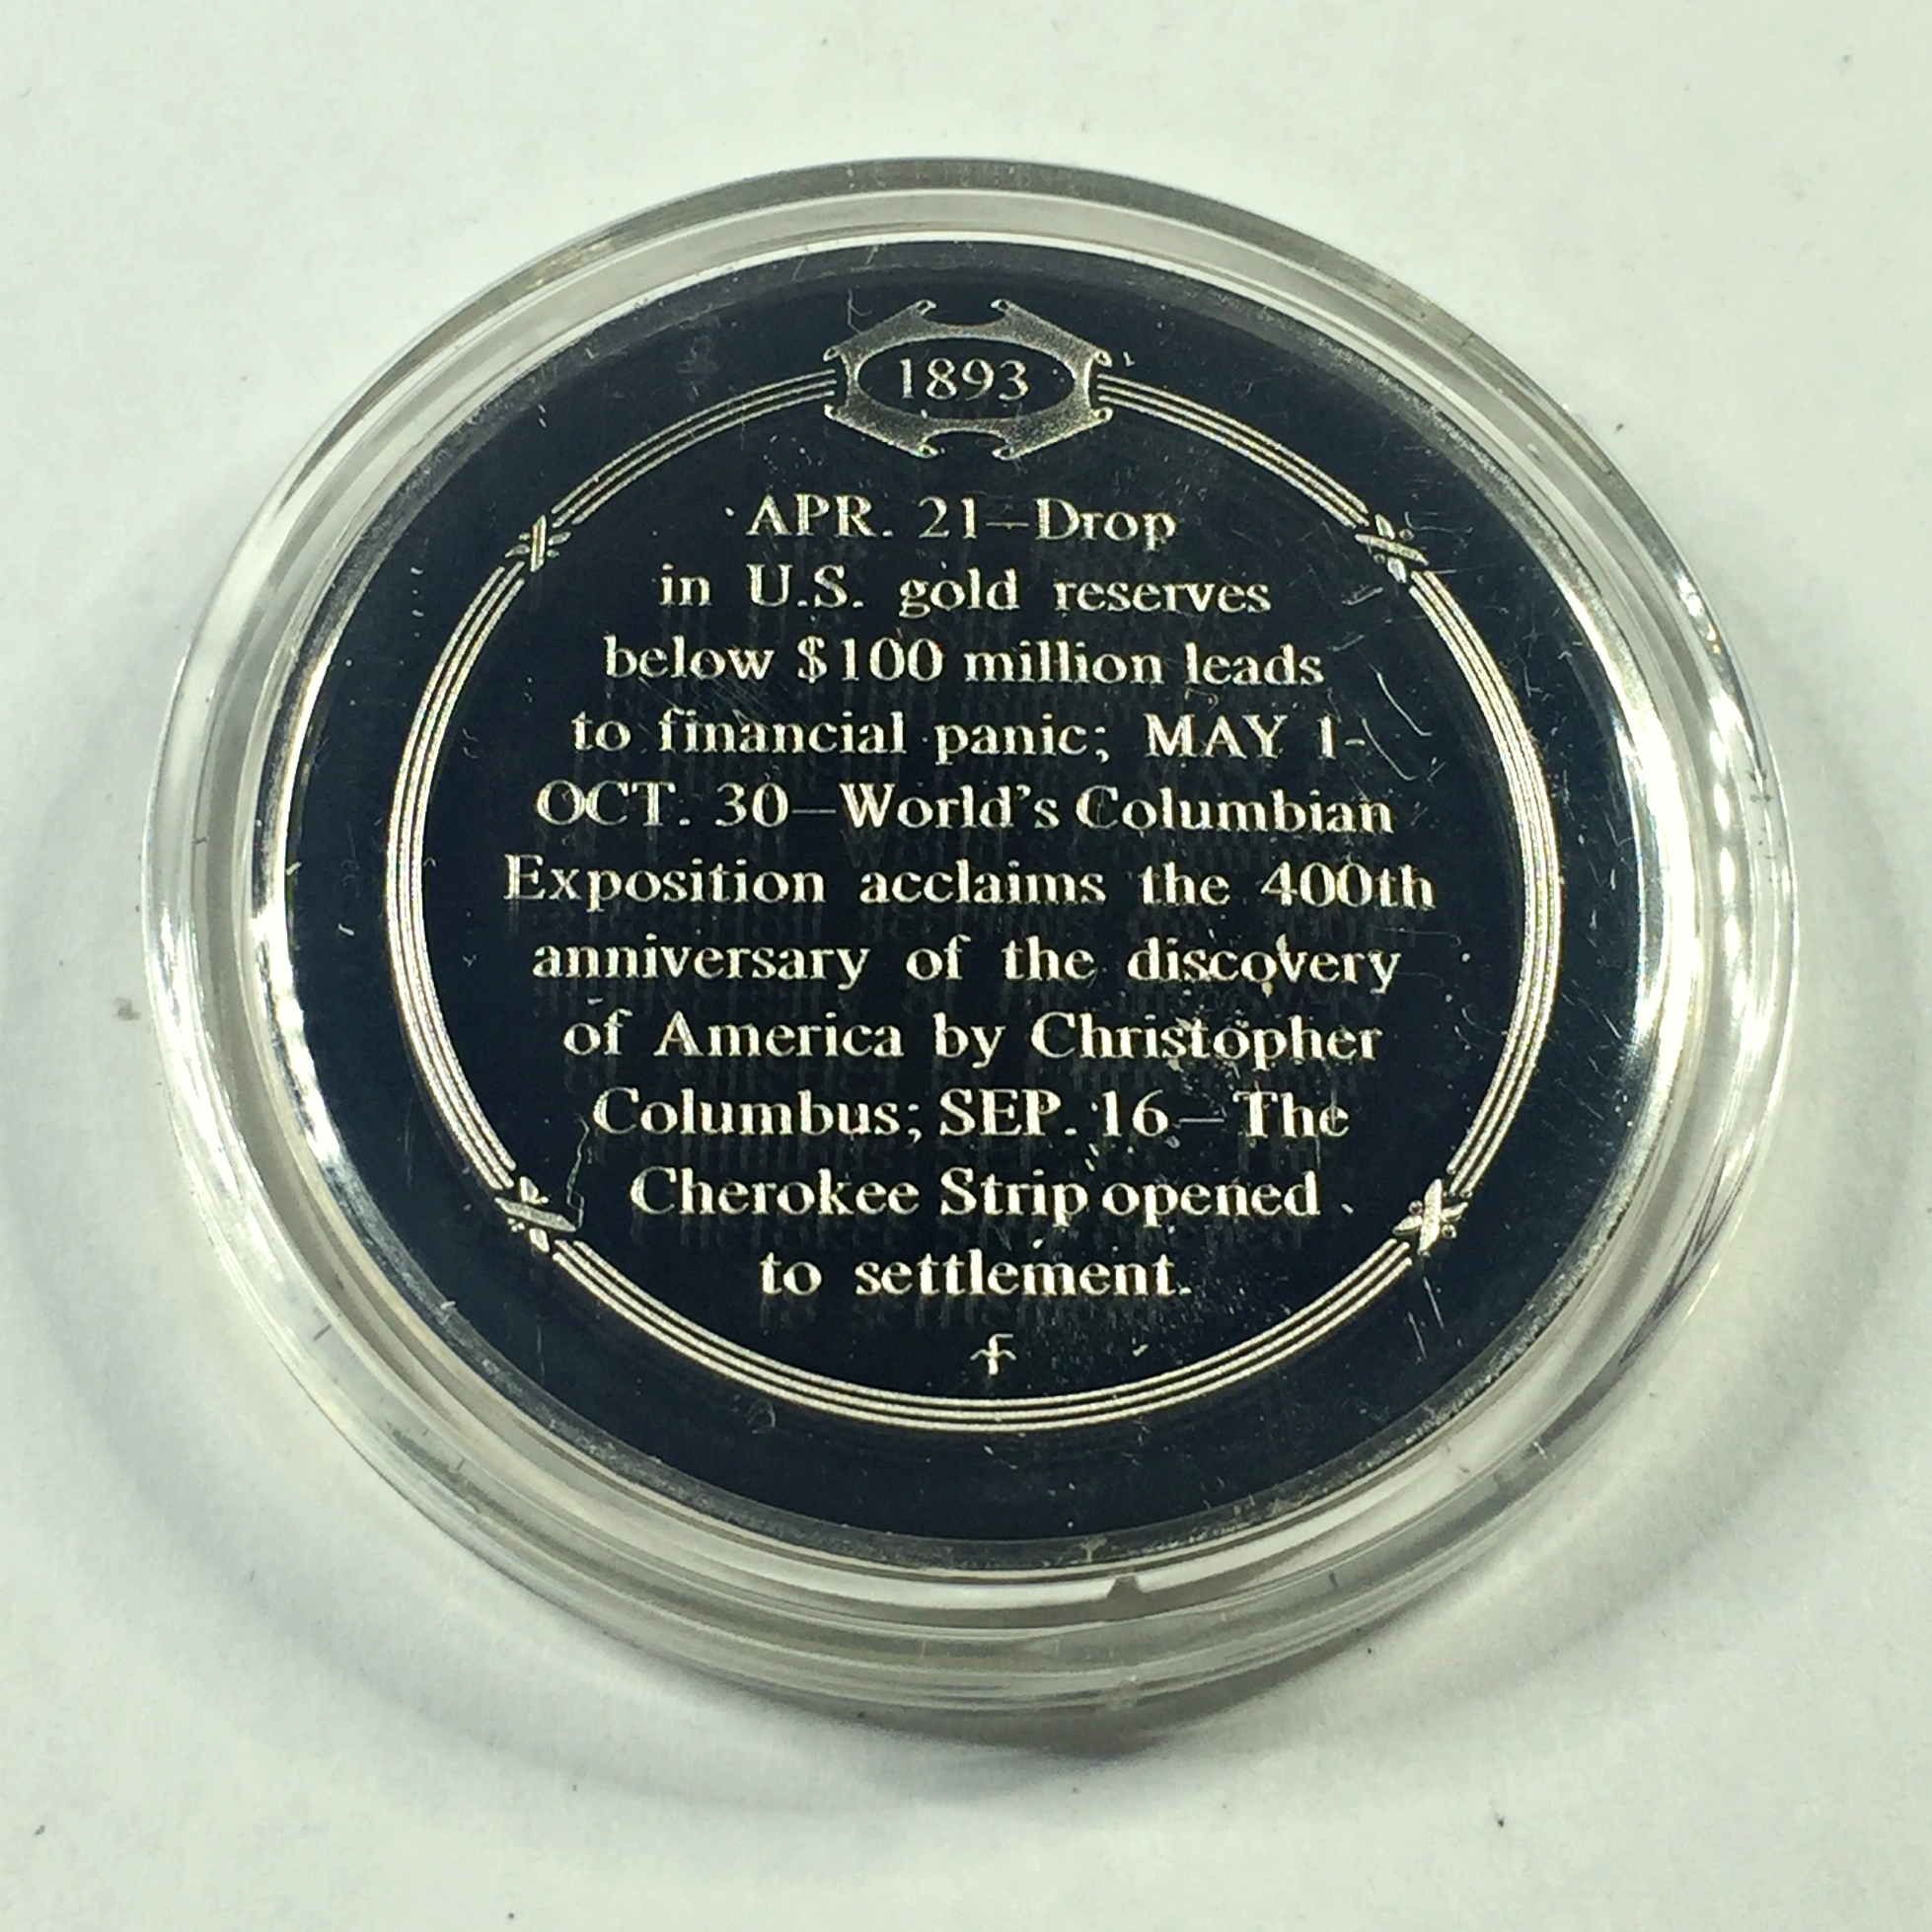 1893
APR. 21—Drop
in U.S. gold reserves
below $100 million leads
to financial panic; MAY 1-
OCT. 30—World's Columbian
Exposition acclaims the 400th
anniversary of the discovery
of America by Christopher
Columbus; SEP. 16—The
Cherokee Strip opened
to settlement.
f